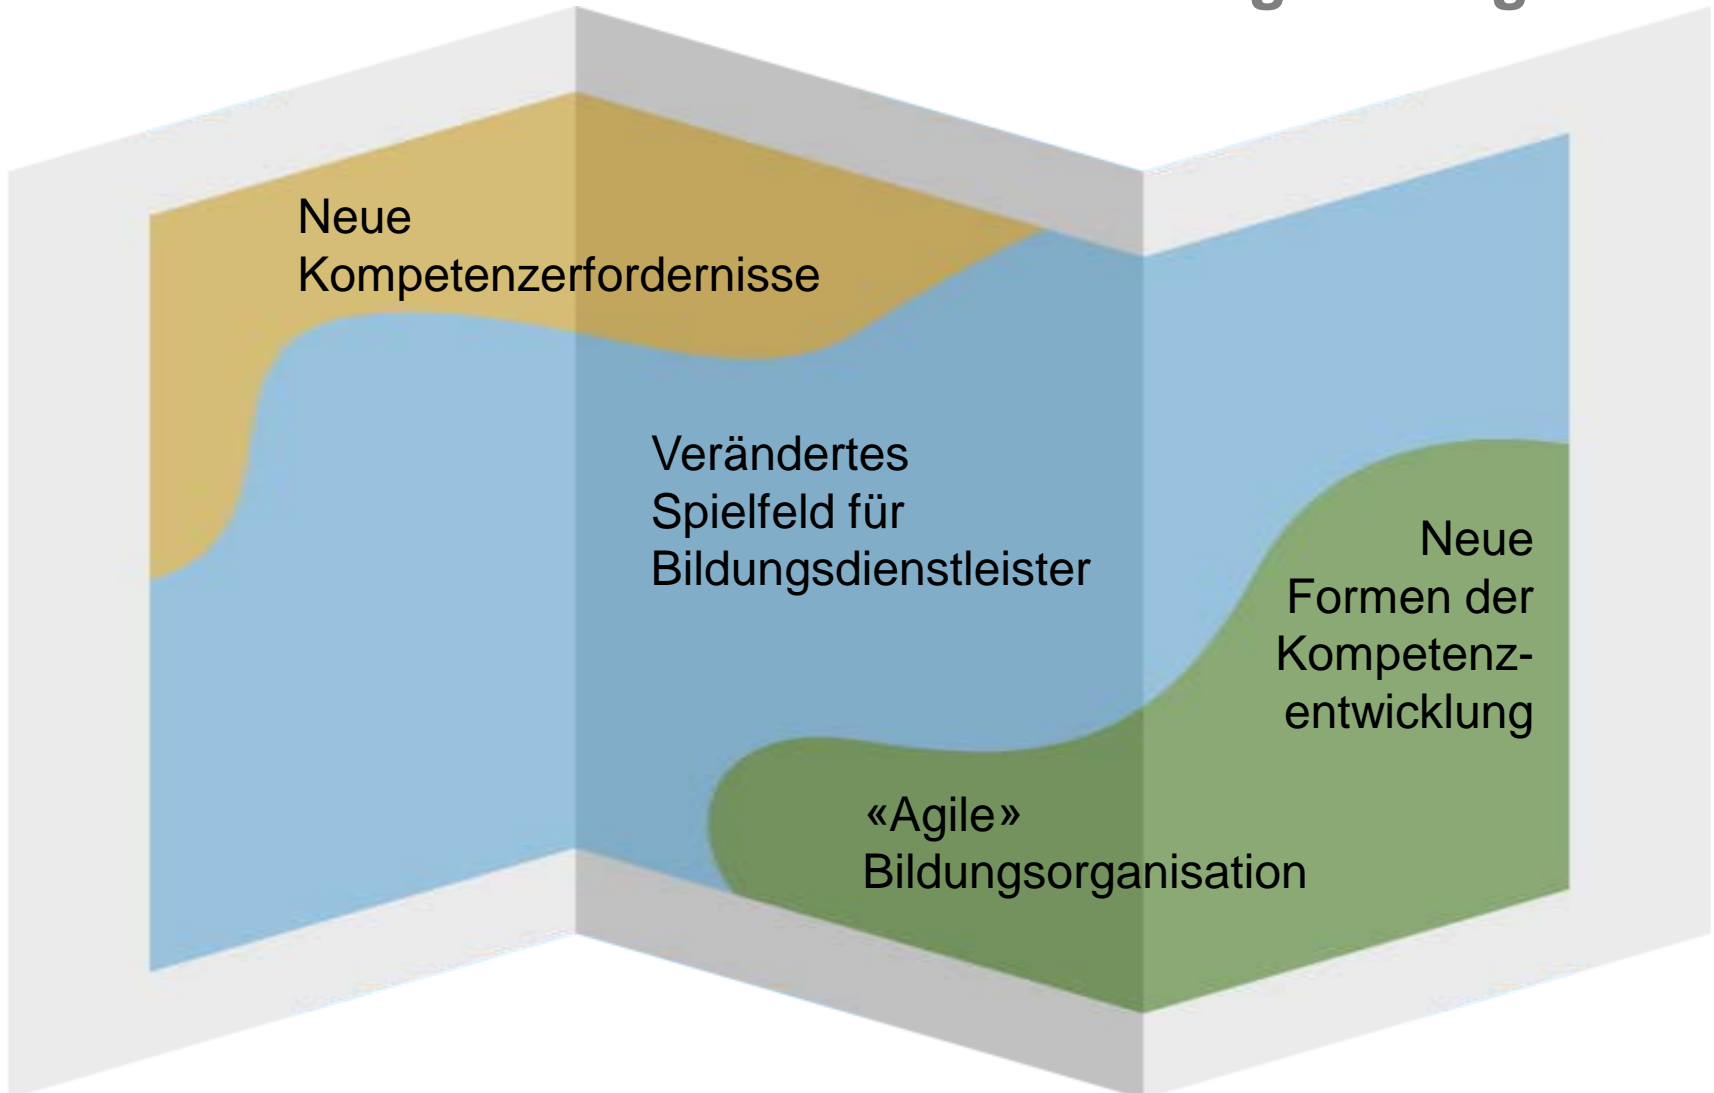 Neue
Kompetenzerfordernisse
Verändertes
Spielfeld für
Bildungsdienstleister
Neue
Formen der
Kompetenz-
entwicklung
«Agile»
Bildungsorganisation